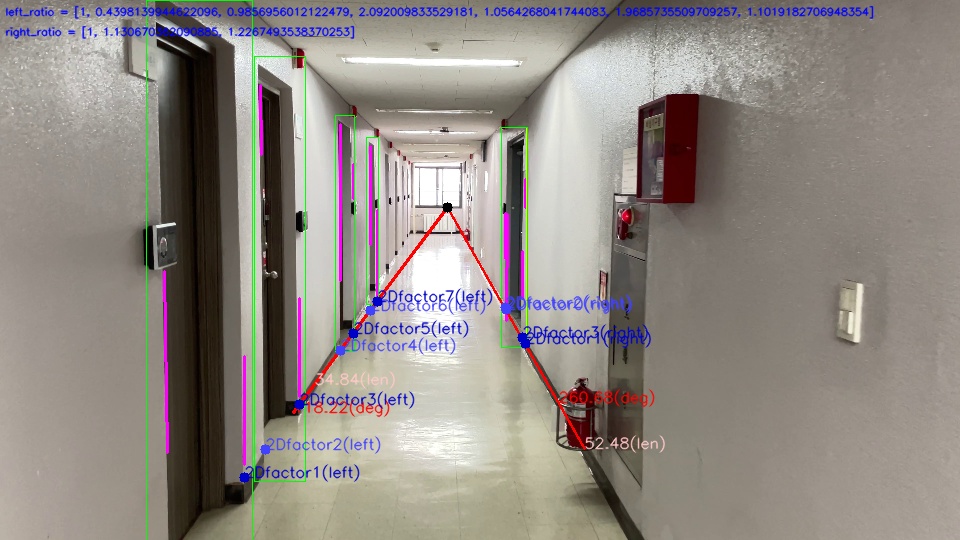 left_ratio = [1, 0.4398139944622096, 0.9856956012122479, 2.092009833529181, 1.0564268041744083, 1.9685735509709257, 1.1019182706948354]
right_ratio = [1, 1.1306703
1.2267493538370253]
2Dfactor7(left)
2Dfactor6(left)
2Dfactor2(right)
2Dfactor5(left)
2Dfactor3(right)
2Dfactor4(left)
2Dfactor1(right)
34.84(len)
2Dfactor3(left)
18.22(deg)
(deg)
2Dfactor2(left)
52.48(len)
2Dfactor1(left)